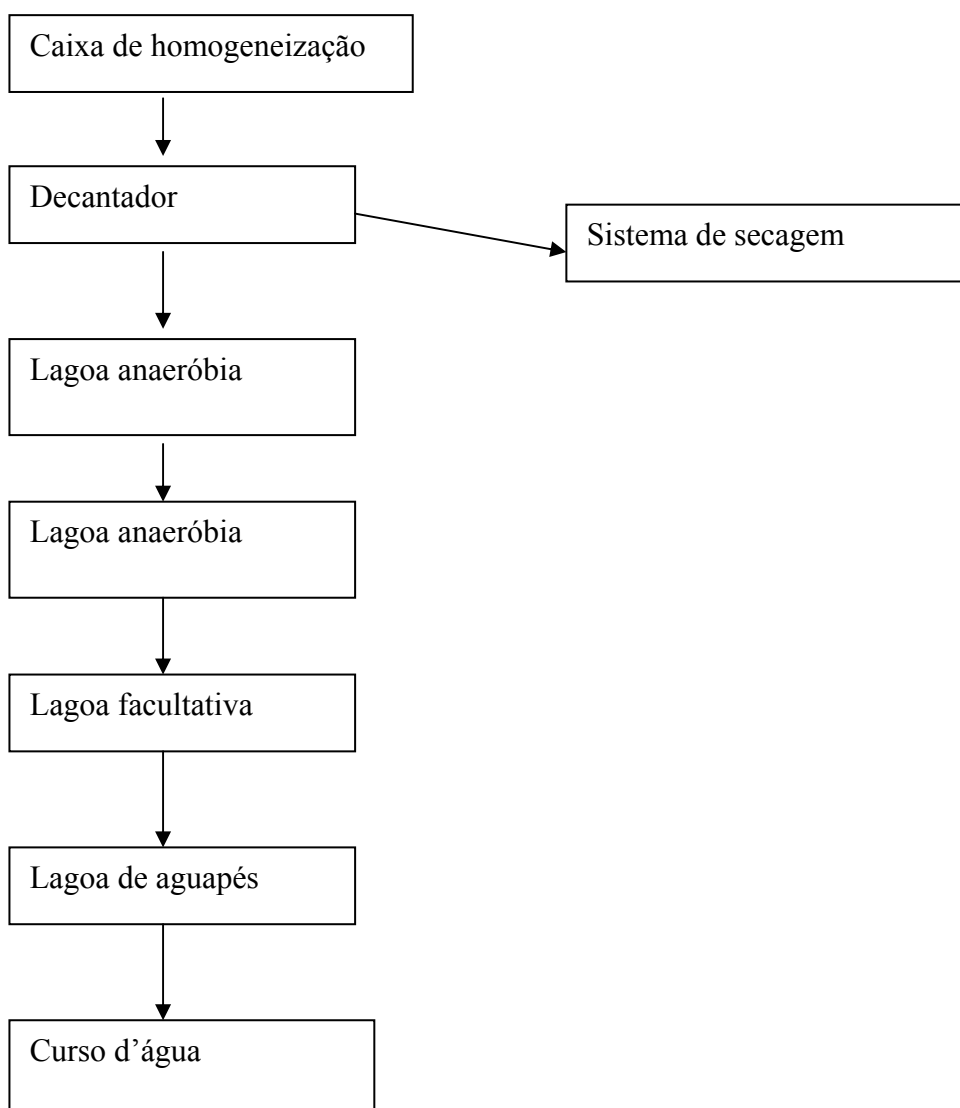 Caixa de homogeneização
Decantador
Sistema de secagem
Lagoa anaeróbia
Lagoa anaeróbia
Lagoa facultativa
Lagoa de aguapés
Curso d’água